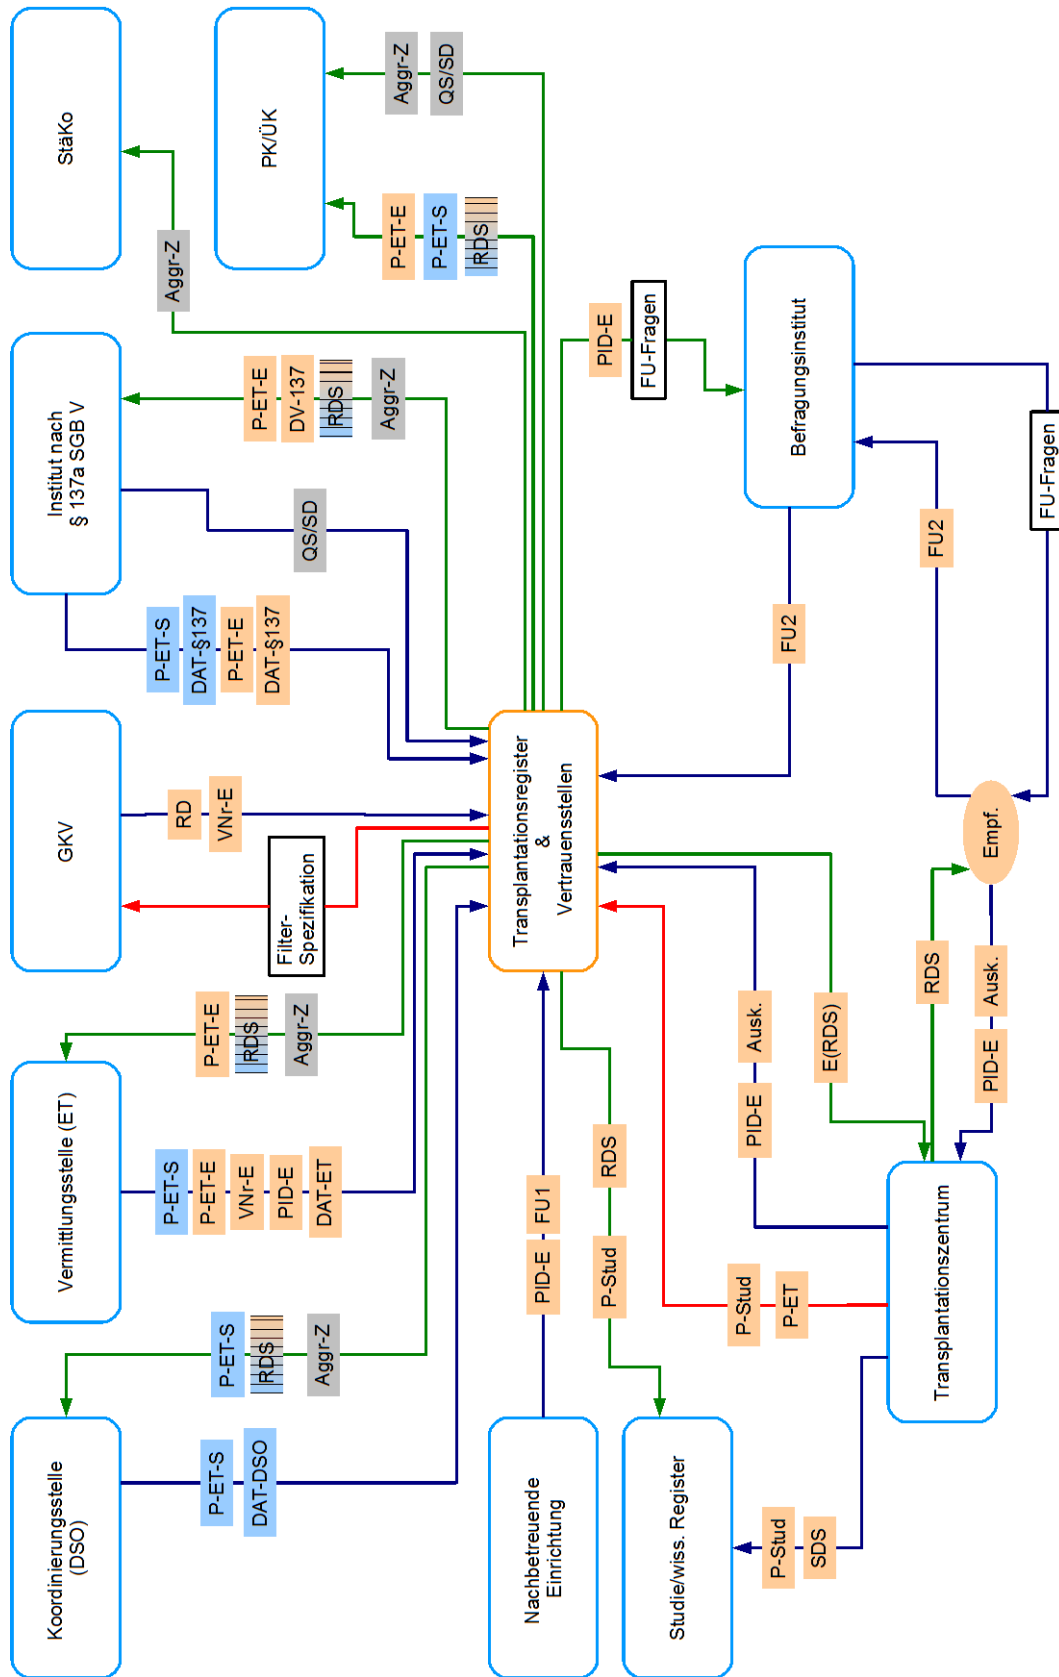 Koordinierungsstelle
(DSO)
Vermittlungsstelle (ET)
GKV
Institut nach
§ 137a SGB V
StäKo
PK/ÜK
P-ET-S
DAT-DSO
P-ET-S
RDS
Aggr-Z
P-ET-S
P-ET-E
VNr-E
PID-E
DAT-ET
P-ET-E
RDS
Aggr-Z
Filter-
Spezifikation
RD
VNr-E
P-ET-S
DAT-§137
P-ET-E
DAT-§137
QS/SD
P-ET-E
DV-137
RDS
Aggr-Z
Aggr-Z
P-ET-E
P-ET-S
RDS
Aggr-Z
QS/SD
Nachbetreuende
Einrichtung
PID-E
FU1
Transplantationsregister
&
Vertrauensstellen
PID-E
FU-Fragen
Studie/wiss. Register
P-Stud
RDS
FU2
Befragungsinstitut
P-Stud
SDS
P-Stud
P-ET
PID-E
Ausk.
E(RDS)
Transplantationszentrum
RDS
PID-E
Ausk.
Empf.
FU2
FU-Fragen